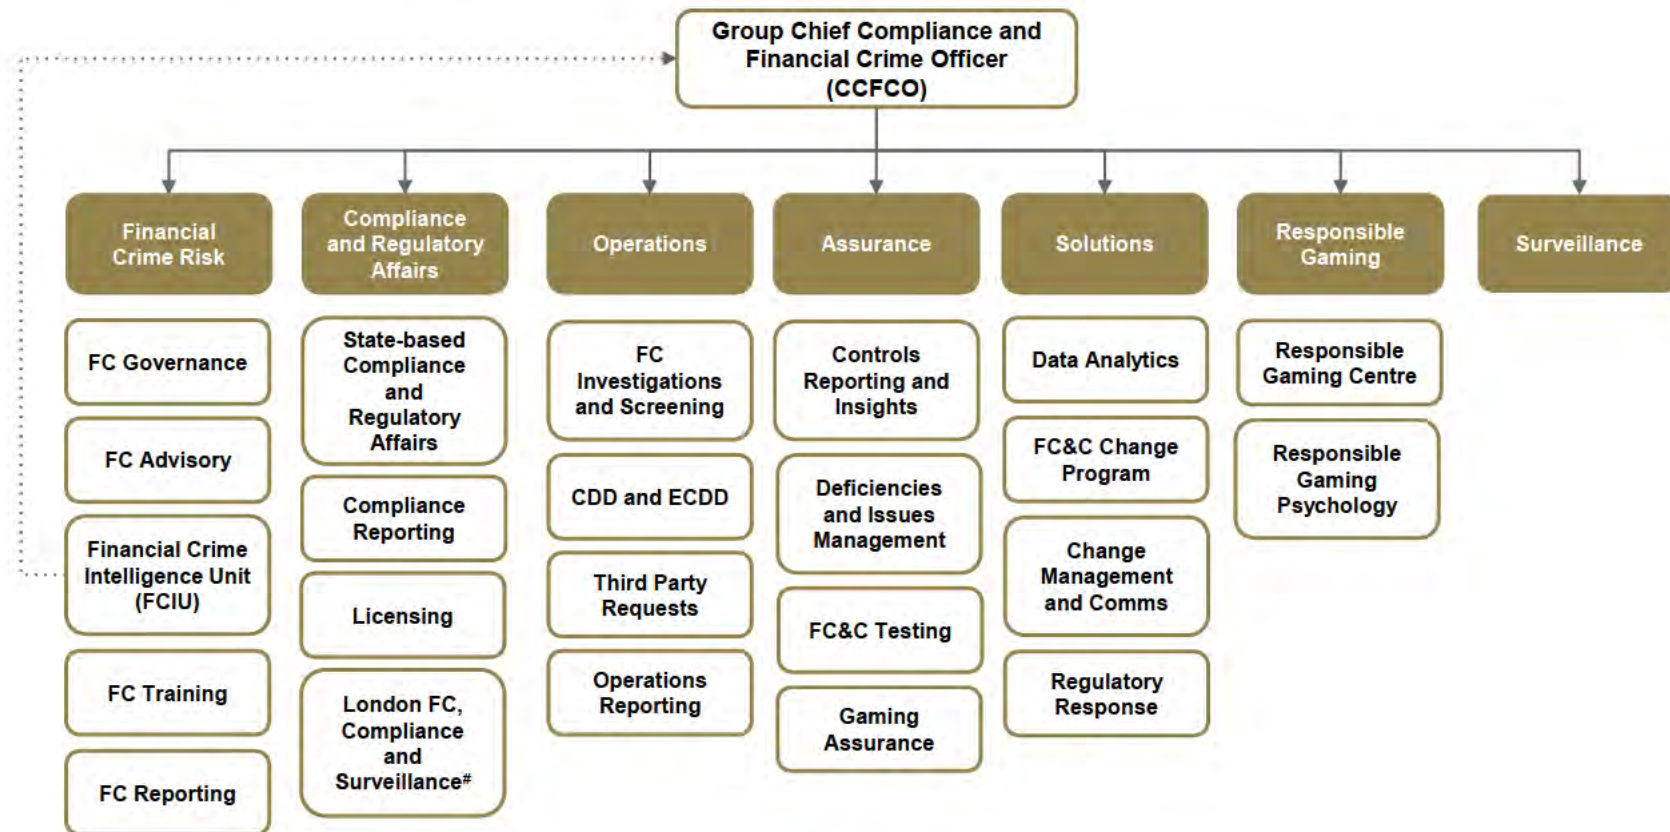 Group Chief Compliance and
Financial Crime Officer
(CCFCO)
Financial
Crime Risk
Compliance
and Regulatory
Affairs
Operations
Assurance
Solutions
Responsible
Gaming
Surveillance
FC Governance
FC Advisory
Financial Crime
Intelligence Unit
(FCIU)
FC Training
FC Reporting
State-based
Compliance
and
Regulatory
Affairs
Compliance
Reporting
Licensing
London FC,
Compliance
and
Surveillance#
FC
Investigations
and Screening
CDD and ECDD
Third Party
Requests
Operations
Reporting
Controls
Reporting and
Insights
Deficiencies
and Issues
Management
FC&C Testing
Gaming
Assurance
Data Analytics
FC&C Change
Program
Change
Management
and Comms
Regulatory
Response
Responsible
Gaming Centre
Responsible
Gaming
Psychology